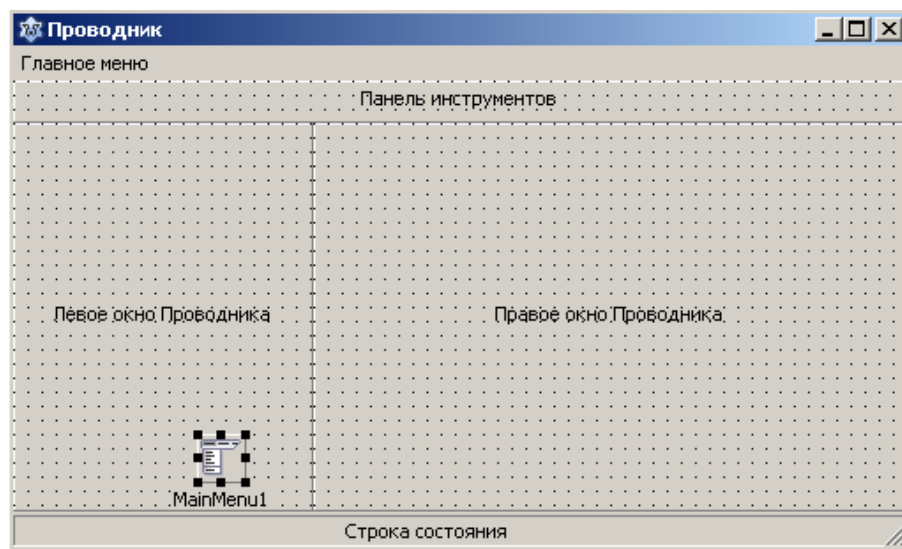 Проводник
Главное меню
Панель инструментов
Левое окно Проводника
Правое окно Проводника
MainMenu1
Строка состояния